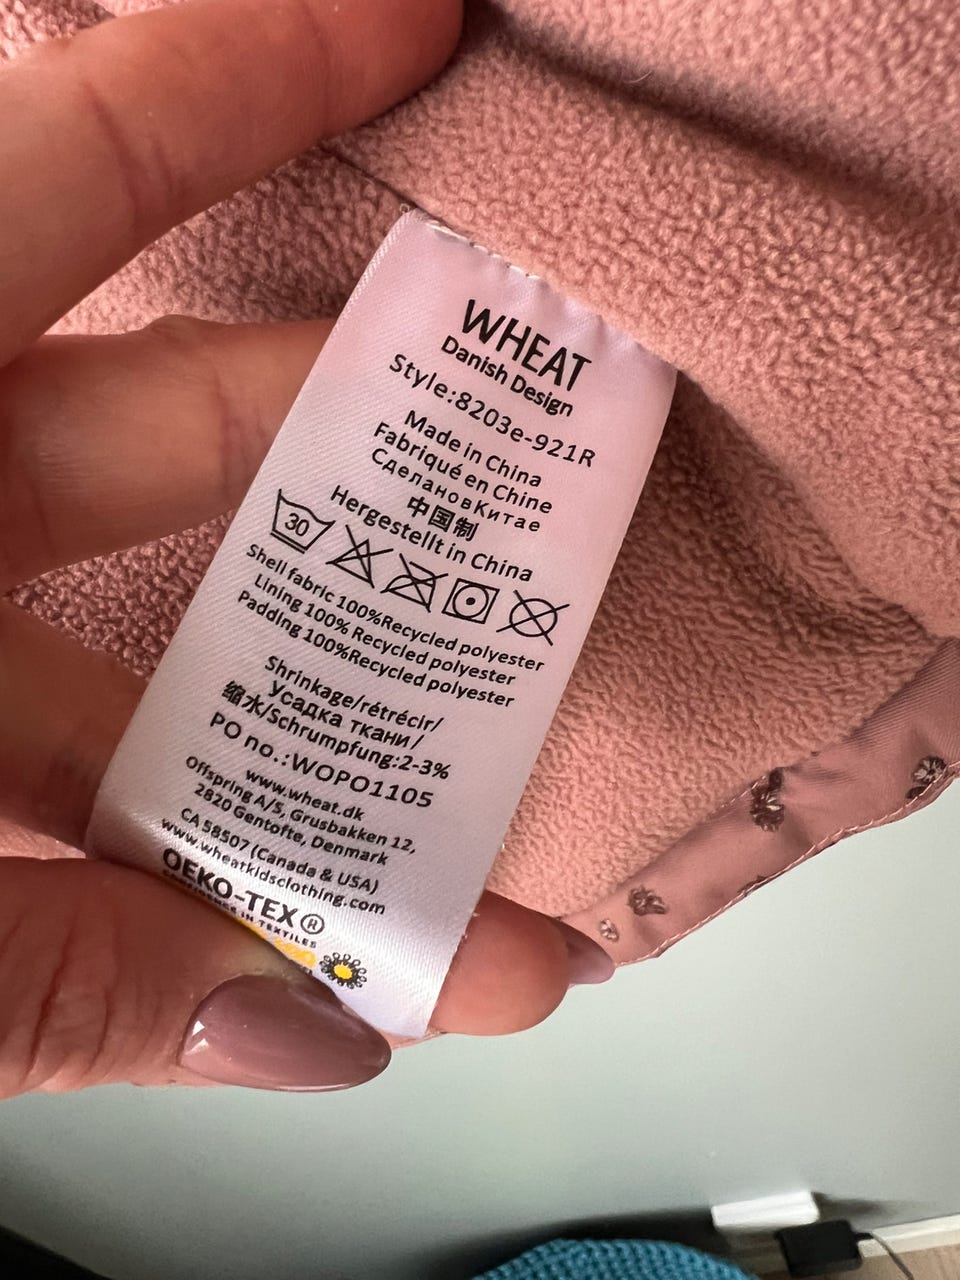 WHEAT
Danish Design
Style:8203e-921R
Made in China
Fabriqué en Chine
СделановКитае
中国制
Hergestellt in China
30
Shell fabric 100%Recycled polyester
Lining 100% Recycled polyester
Padding 100%Recycled polyester
Shrinkage/rétrécir/
Усадка ткани/
缩水/Schrumpfung:2-3%
PO no.:WOPO1105
www.wheat.dk
Offspring A/S, Grusbakken 12,
2820 Gentofte, Denmark
CA 58507 (Canada & USA)
www.wheatkidsclothing.com
OEKO-TEX®
CONFIDENCE IN TEXTILES